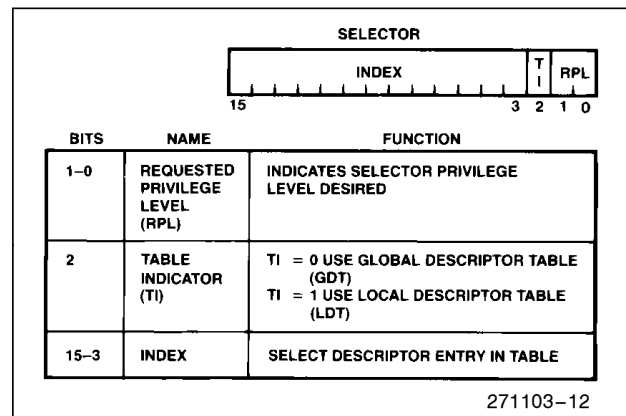 SELECTOR
INDEX
T
I
RPL
15 3 2 1 0
BITS NAME FUNCTION
1–0 REQUESTED PRIVILEGE LEVEL (RPL) INDICATES SELECTOR PRIVILEGE LEVEL DESIRED
2 TABLE INDICATOR (TI) TI = 0 USE GLOBAL DESCRIPTOR TABLE (GDT)
TI = 1 USE LOCAL DESCRIPTOR TABLE (LDT)
15–3 INDEX SELECT DESCRIPTOR ENTRY IN TABLE
271103–12